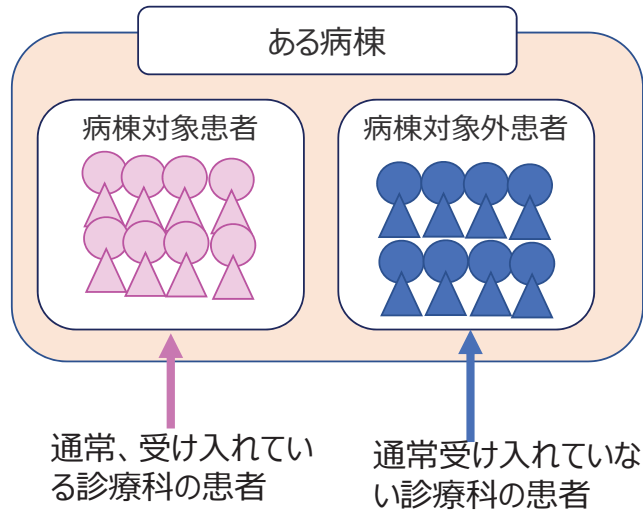 ある病棟
病棟対象患者
病棟対象外患者
通常、受け入れてい
る診療科の患者
通常受け入れていな
い診療科の患者